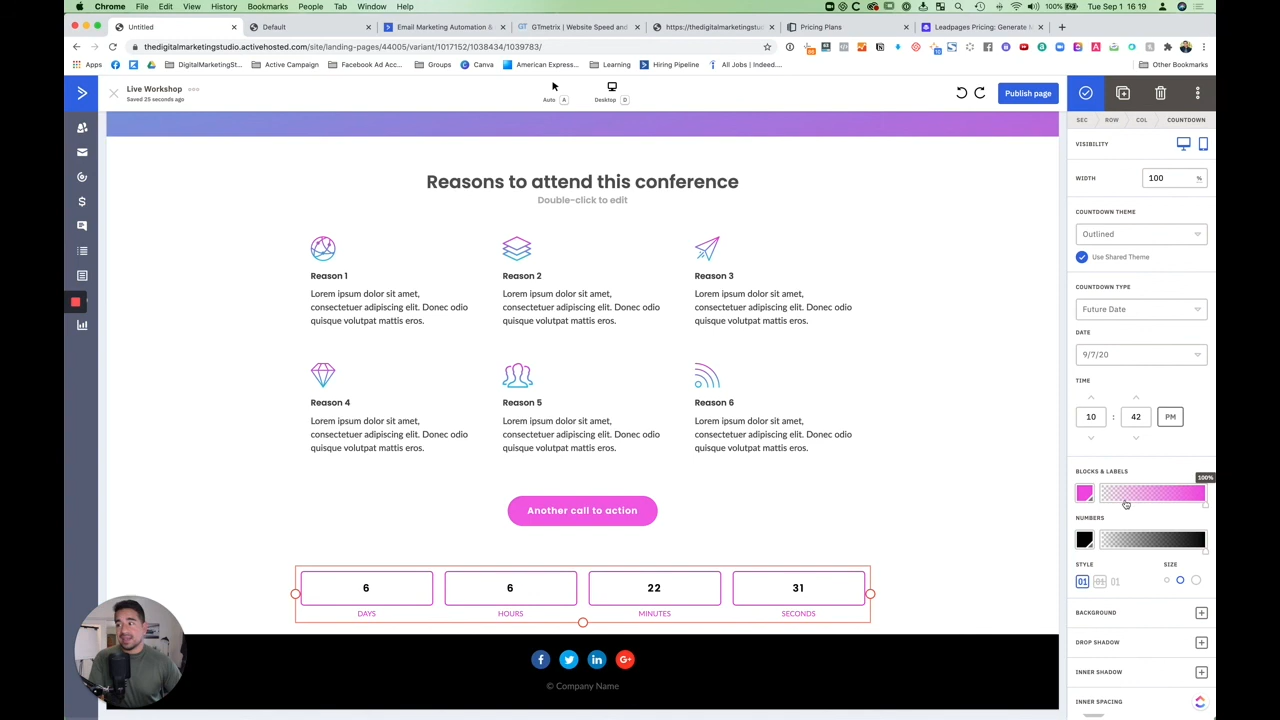 Chrome File Edit View History Bookmarks People Tab Window Help
100% Tue Sep 1 16:19
Untitled
Default
Email Marketing Automation &
GTmetrix | Website Speed and
https://thedigitalmarketingstu
Pricing Plans
Leadpages Pricing: Generate M
thedigitalmarketingstudio.activehosted.com/site/landing-pages/44005/variant/1017152/1038434/1039783/
Apps DigitalMarketingSt... Active Campaign Facebook Ad Acc... Groups Canva American Express... Learning Hiring Pipeline All Jobs | Indeed.... Other Bookmarks
Live Workshop
Saved 25 seconds ago
Auto A
Desktop D
Publish page
SEC ROW COL COUNTDOWN
VISIBILITY
WIDTH 100 %
COUNTDOWN THEME
Outlined
Use Shared Theme
COUNTDOWN TYPE
Future Date
DATE
9/7/20
TIME
10 : 42 PM
BLOCKS & LABELS
100%
NUMBERS
STYLE SIZE
01 01 01
BACKGROUND
DROP SHADOW
INNER SHADOW
INNER SPACING
Reasons to attend this conference
Double-click to edit
Reason 1
Lorem ipsum dolor sit amet,
consectetuer adipiscing elit. Donec odio
quisque volutpat mattis eros.
Reason 2
Lorem ipsum dolor sit amet,
consectetuer adipiscing elit. Donec odio
quisque volutpat mattis eros.
Reason 3
Lorem ipsum dolor sit amet,
consectetuer adipiscing elit. Donec odio
quisque volutpat mattis eros.
Reason 4
Lorem ipsum dolor sit amet,
consectetuer adipiscing elit. Donec odio
quisque volutpat mattis eros.
Reason 5
Lorem ipsum dolor sit amet,
consectetuer adipiscing elit. Donec odio
quisque volutpat mattis eros.
Reason 6
Lorem ipsum dolor sit amet,
consectetuer adipiscing elit. Donec odio
quisque volutpat mattis eros.
Another call to action
6 6 22 31
DAYS HOURS MINUTES SECONDS
© Company Name